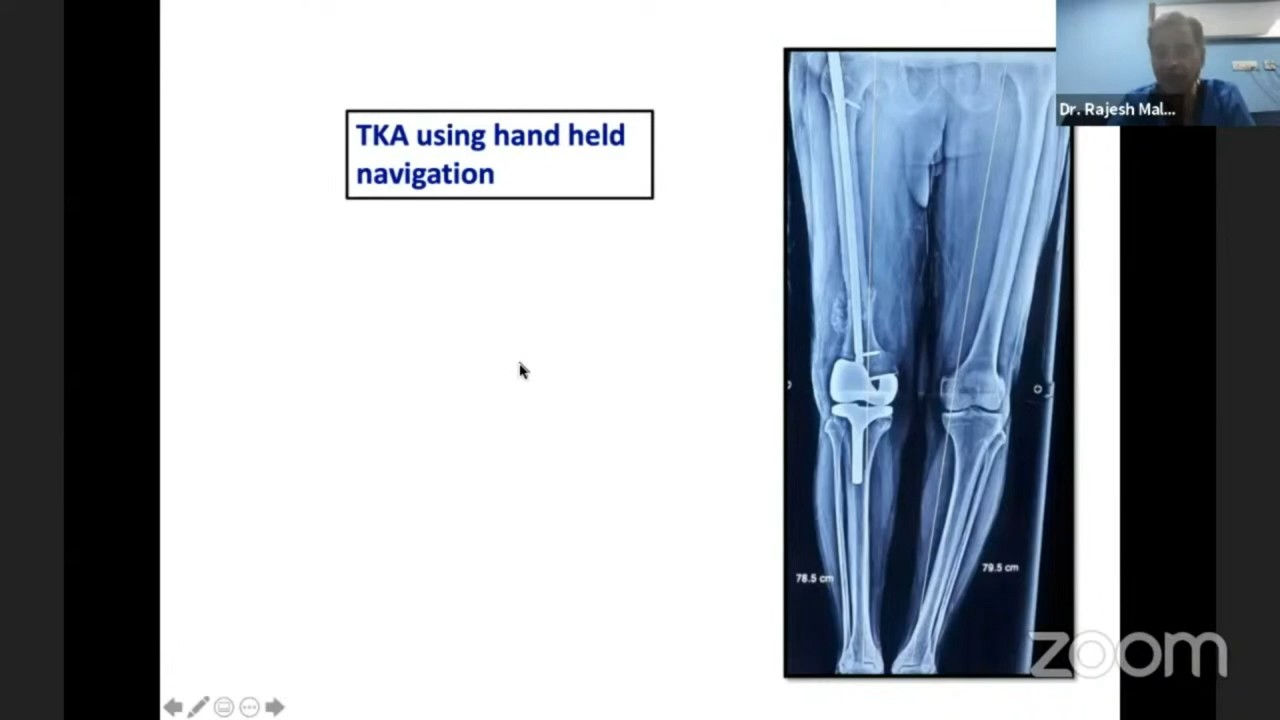 TKA using hand held
navigation
Dr. Rajesh Mal...
78.5 cm
79.5 cm
zoom